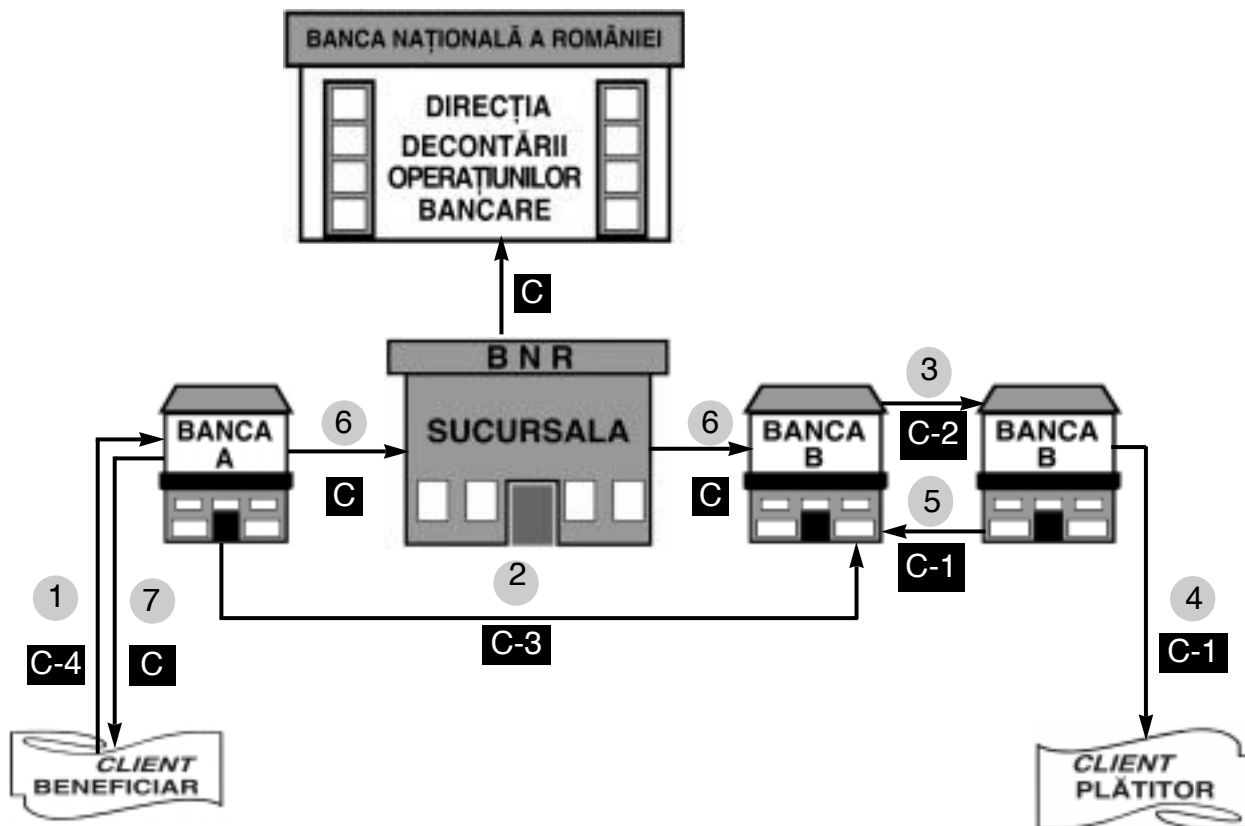 BANCA NAȚIONALĂ A ROMÂNIEI
DIRECȚIA
DECONTĂRII
OPERAȚIUNILOR
BANCARE
C
B N R
SUCURSALA
BANCA
A
6
C
6
C
BANCA
B
3
C-2
BANCA
B
5
C-1
2
C-3
1
C-4
7
C
4
C-1
CLIENT
BENEFICIAR
CLIENT
PLĂTITOR